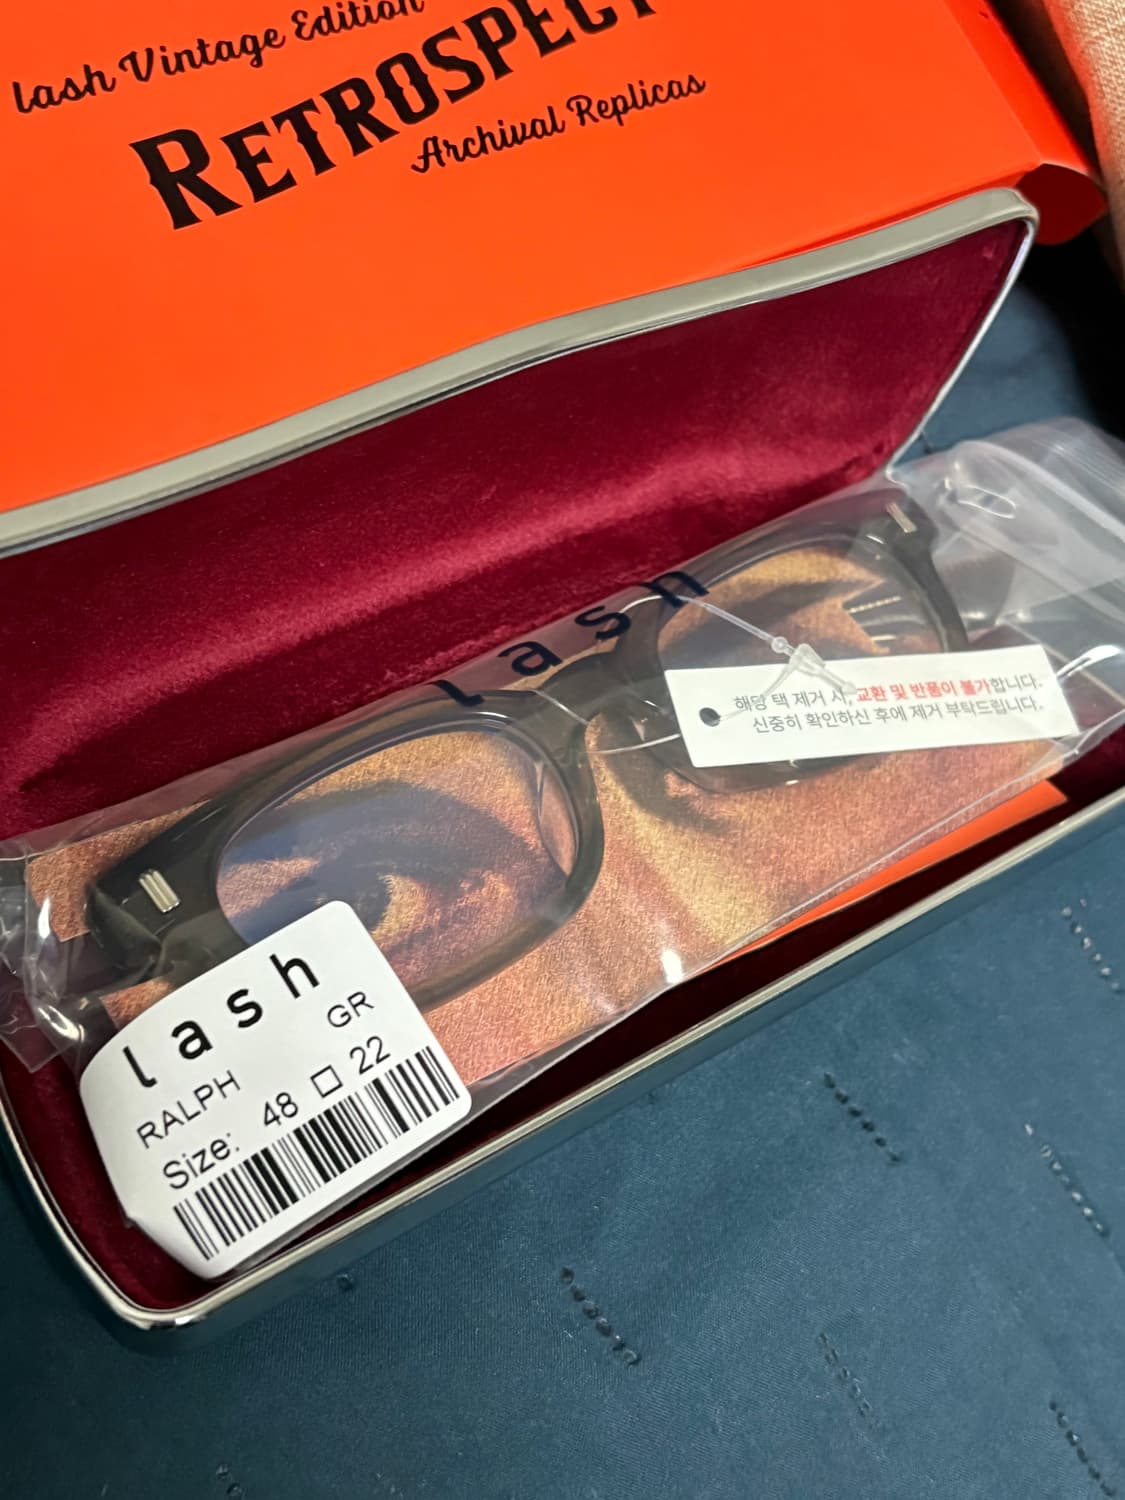 lash Vintage Edition
RETROSPECT
Archival Replicas
lash
해당 택 제거 시, 교환 및 반품이 불가합니다.
신중히 확인하신 후에 제거 부탁드립니다.
lash
RALPH GR
Size: 48 □ 22